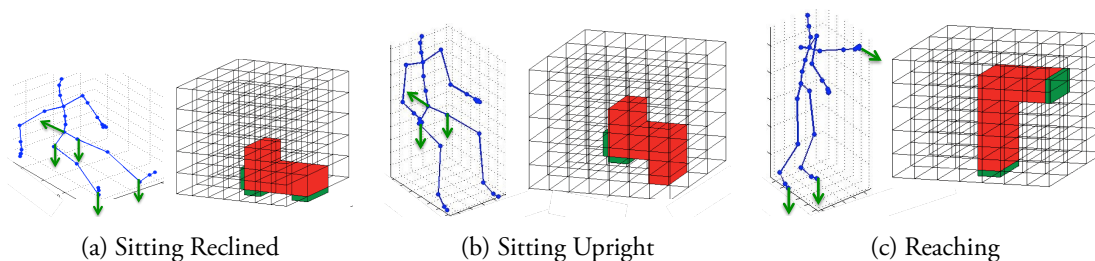 (a) Sitting Reclined
(b) Sitting Upright
(c) Reaching